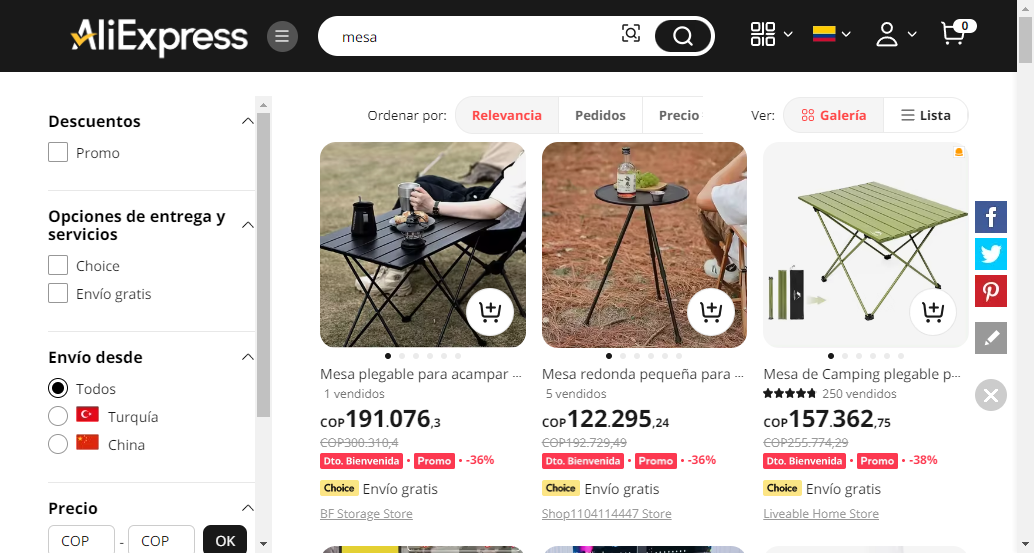 AliExpress
mesa
0
Descuentos
Promo
Opciones de entrega y
servicios
Choice
Envío gratis
Envío desde
Todos
Turquía
China
Precio
COP - COP OK
Ordenar por: Relevancia Pedidos Precio
Ver: Galería Lista
Mesa plegable para acampar ...
1 vendidos
COP191.076,3
COP300.310,4
Dto. Bienvenida • Promo • -36%
Choice Envío gratis
BF Storage Store
Mesa redonda pequeña para ...
5 vendidos
COP122.295,24
COP192.729,49
Dto. Bienvenida • Promo • -36%
Choice Envío gratis
Shop1104114447 Store
Mesa de Camping plegable p...
250 vendidos
COP157.362,75
COP255.774,29
Dto. Bienvenida • Promo • -38%
Choice Envío gratis
Liveable Home Store